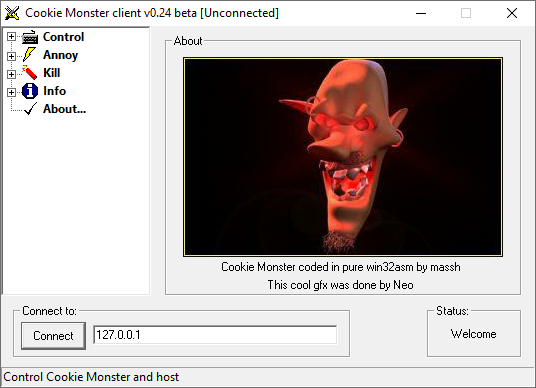 Cookie Monster client v0.24 beta [Unconnected]
Control
Annoy
Kill
Info
About...
About
Cookie Monster coded in pure win32asm by massh
This cool gfx was done by Neo
Connect to:
Connect
127.0.0.1
Status:
Welcome
Control Cookie Monster and host